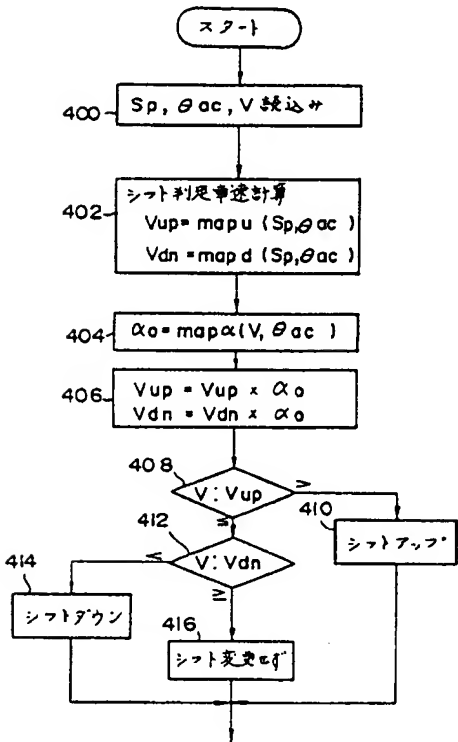 スタート
400
Sp, θac, V 読込み
402
シフト判定車速計算
Vup=mapu(Sp,θac)
Vdn=mapd(Sp,θac)
404
αo=mapα(V, θac)
406
Vup=Vup×αo
Vdn=Vdn×αo
408
V:Vup
>
≦
410
シフトアップ
412
V:Vdn
<
≧
414
シフトダウン
416
シフト変更せず